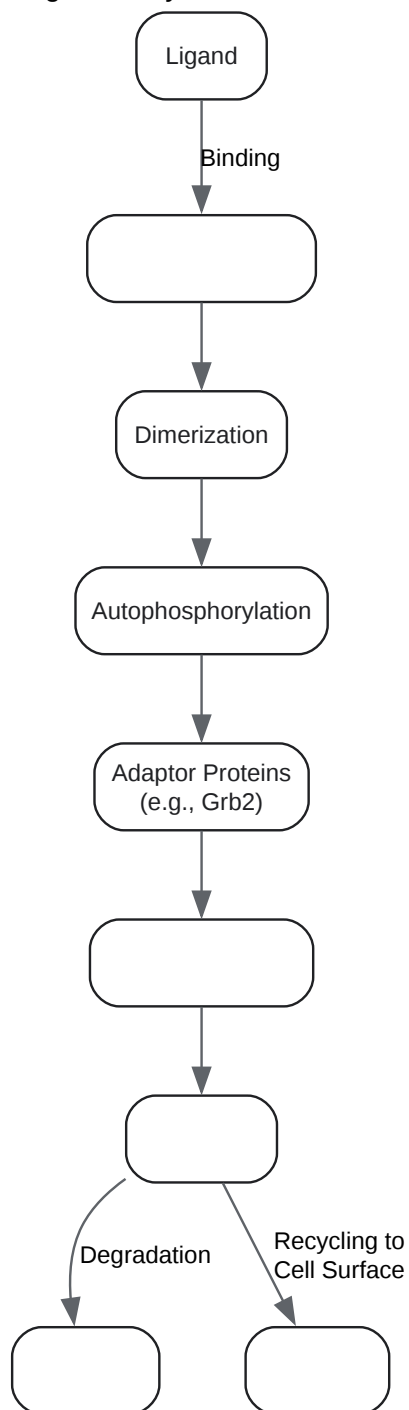 Ligand
Binding
Dimerization
Autophosphorylation
Adaptor Proteins
(e.g., Grb2)
Degradation
Recycling to
Cell Surface